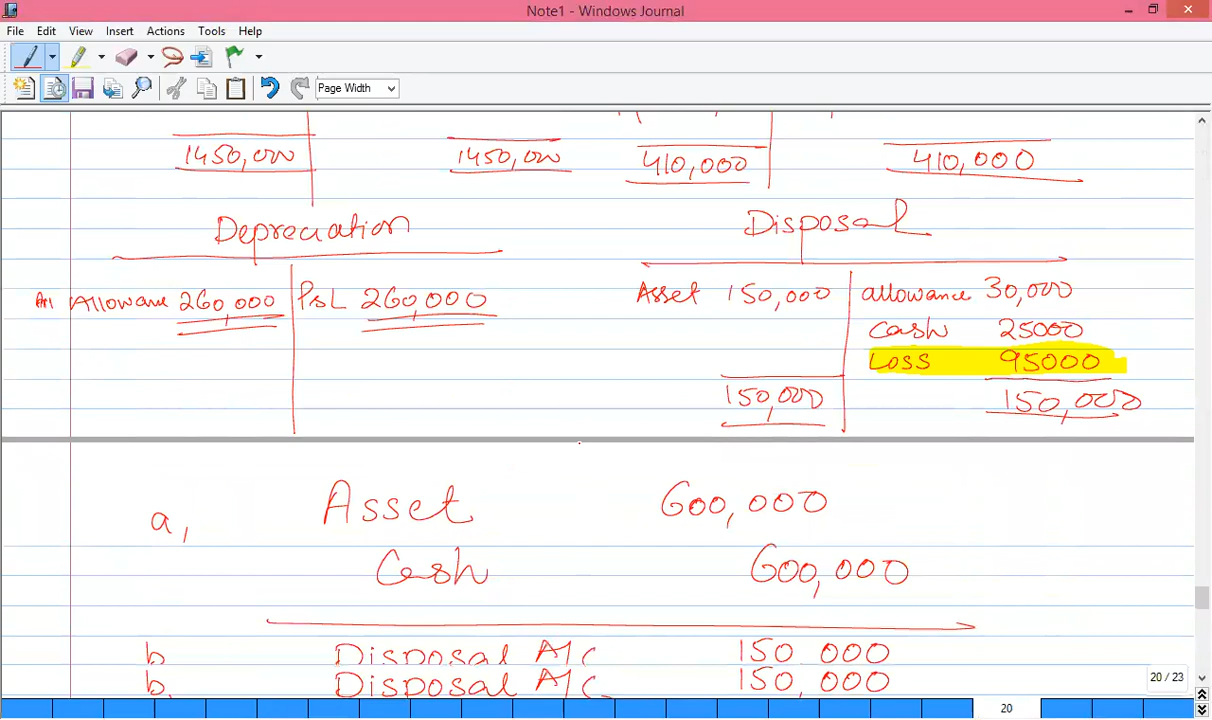 Note1 - Windows Journal
File Edit View Insert Actions Tools Help
Page Width
1450,000 1450,000 410,000 410,000
Depreciation Disposal
Allowance 260,000 P&L 260,000 Asset 150,000 allowance 30,000
Cash 25000
Loss 95000
150,000 150,000
a, Asset 600,000
Cash 600,000
b Disposal A/C 150 000
b, Disposal A/C 150,000
20 / 23
20